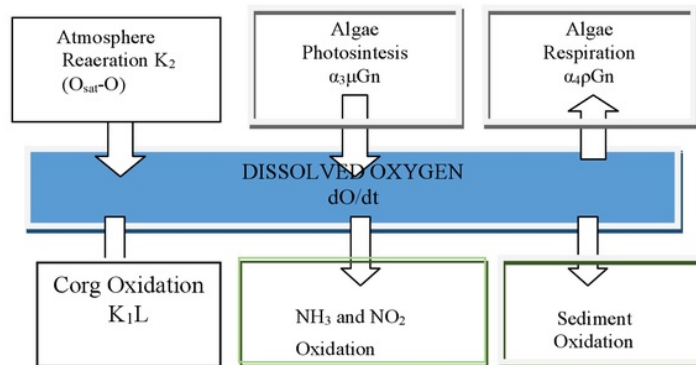 Atmosphere
Reaeration K₂
(Oₛₐₜ-O)
Algae
Photosintesis
α₃μGn
Algae
Respiration
α₄ρGn
DISSOLVED OXYGEN
dO/dt
Corg Oxidation
K₁L
NH₃ and NO₂
Oxidation
Sediment
Oxidation